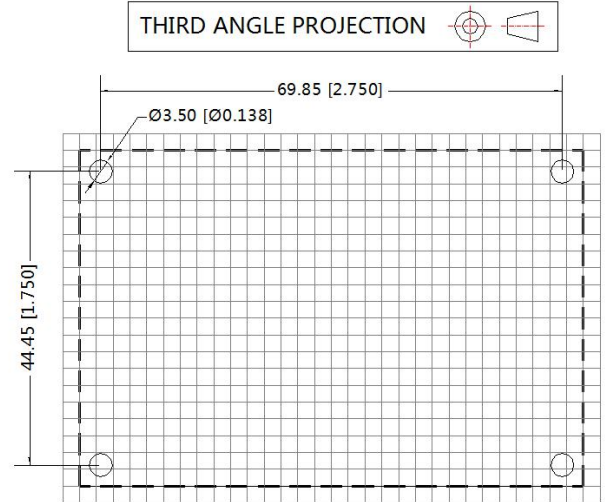 THIRD ANGLE PROJECTION
69.85 [2.750]
Ø3.50 [Ø0.138]
44.45 [1.750]